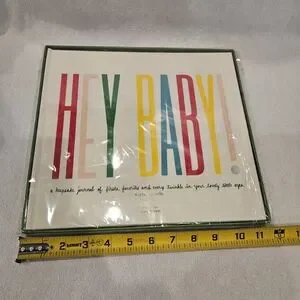 HEY BABY!
a keepsake journal of firsts, favorites and every twinkle in your lovely little eyes
2 3 4 5 6 7 8 9 10 11